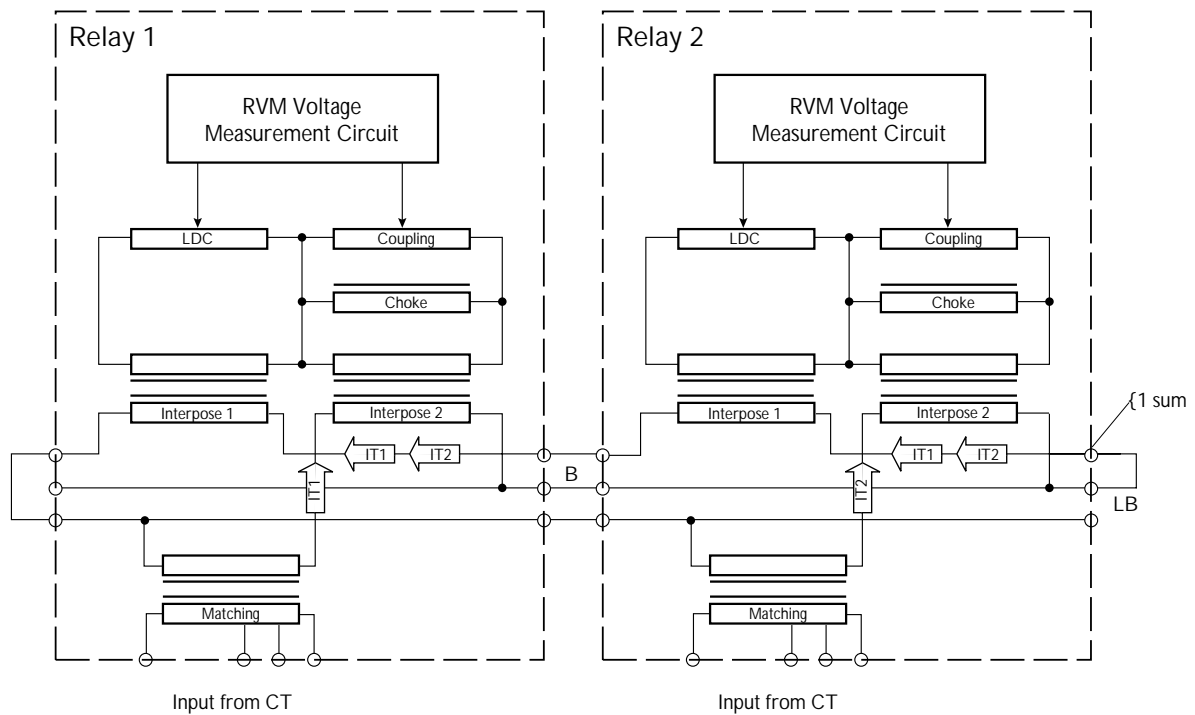 Relay 1
Relay 2
RVM Voltage
Measurement Circuit
RVM Voltage
Measurement Circuit
LDC
Coupling
LDC
Coupling
Choke
Choke
Interpose 1
Interpose 2
Interpose 1
Interpose 2
{1 sum
IT1
IT2
IT1
IT2
B
IT1
IT2
LB
Matching
Matching
Input from CT
Input from CT